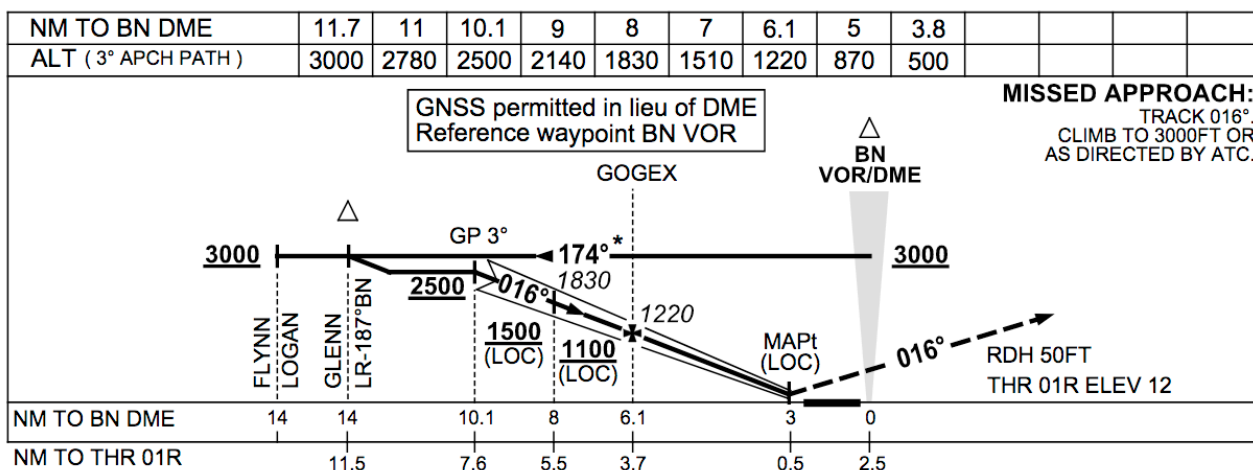 NM TO BN DME 11.7 11 10.1 9 8 7 6.1 5 3.8
ALT ( 3° APCH PATH ) 3000 2780 2500 2140 1830 1510 1220 870 500
GNSS permitted in lieu of DME
Reference waypoint BN VOR
MISSED APPROACH:
TRACK 016°.
CLIMB TO 3000FT OR
AS DIRECTED BY ATC.
BN
VOR/DME
GOGEX
GP 3°
3000
174°*
3000
2500
016°
1830
1220
1500
(LOC)
1100
(LOC)
MAPt
(LOC)
016°
RDH 50FT
THR 01R ELEV 12
FLYNN
LOGAN
GLENN
LR-187°BN
NM TO BN DME 14 14 10.1 8 6.1 3 0
NM TO THR 01R 11.5 7.6 5.5 3.7 0.5 2.5